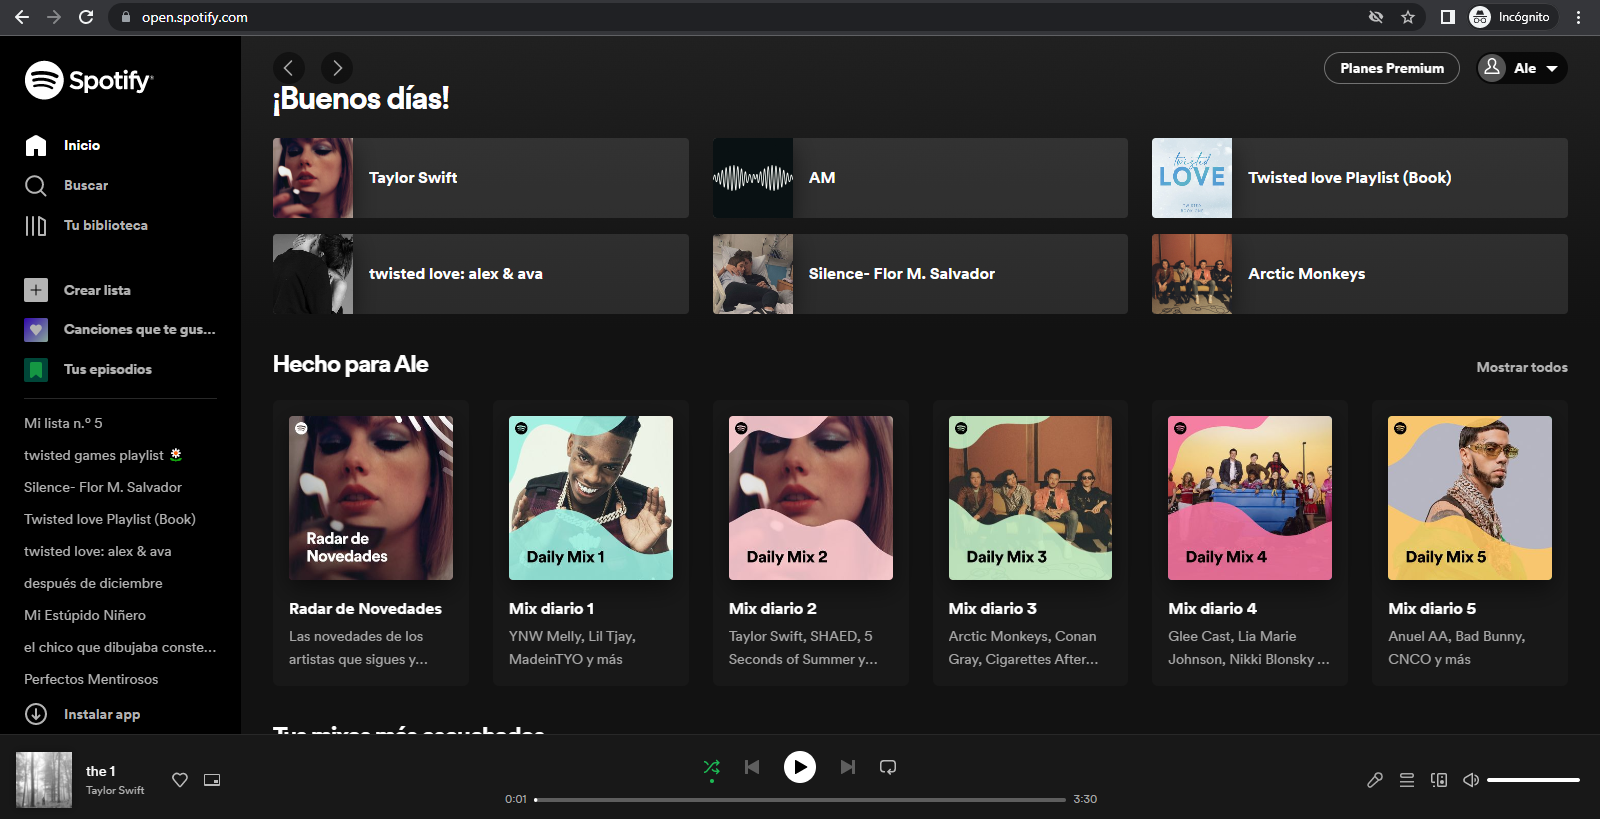 open.spotify.com
Incógnito
Spotify
Inicio
Buscar
Tu biblioteca
Crear lista
Canciones que te gus...
Tus episodios
Mi lista n.º 5
twisted games playlist 🌼
Silence- Flor M. Salvador
Twisted love Playlist (Book)
twisted love: alex & ava
después de diciembre
Mi Estúpido Niñero
el chico que dibujaba conste...
Perfectos Mentirosos
Instalar app
Planes Premium
Ale
¡Buenos días!
Taylor Swift
AM
twisted
LOVE
Twisted love Playlist (Book)
twisted love: alex & ava
Silence- Flor M. Salvador
Arctic Monkeys
Hecho para Ale
Mostrar todos
Radar de
Novedades
Daily Mix 1
Daily Mix 2
Daily Mix 3
Daily Mix 4
Daily Mix 5
Radar de Novedades
Las novedades de los
artistas que sigues y...
Mix diario 1
YNW Melly, Lil Tjay,
MadeinTYO y más
Mix diario 2
Taylor Swift, SHAED, 5
Seconds of Summer y...
Mix diario 3
Arctic Monkeys, Conan
Gray, Cigarettes After...
Mix diario 4
Glee Cast, Lia Marie
Johnson, Nikki Blonsky ...
Mix diario 5
Anuel AA, Bad Bunny,
CNCO y más
Tus mixes más escuchados
the 1
Taylor Swift
0:01
3:30